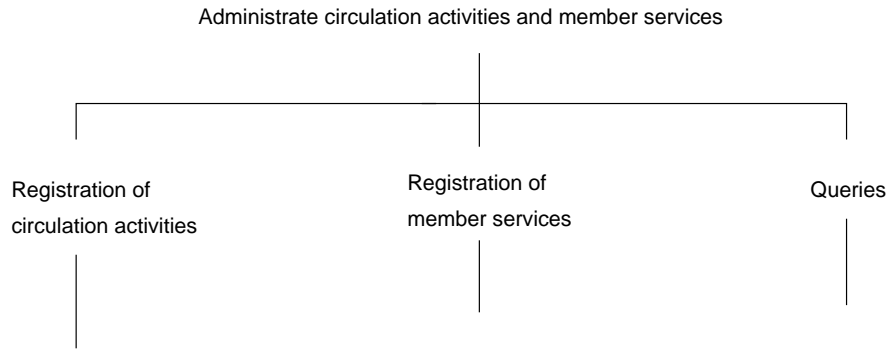 Administrate circulation activities and member services
Registration of
circulation activities
Registration of
member services
Queries